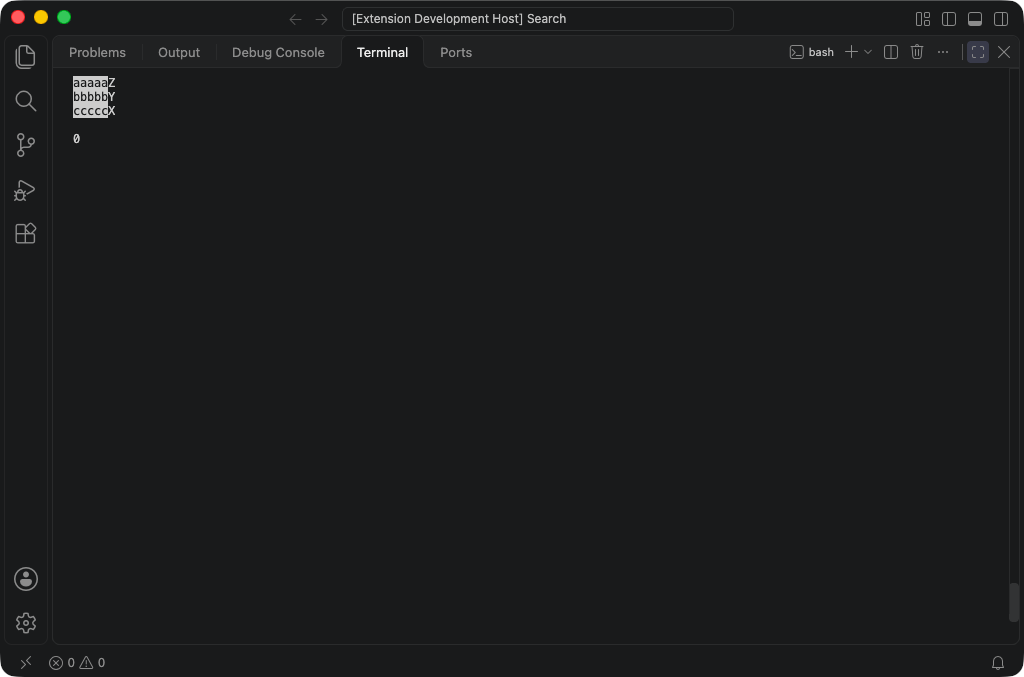 [Extension Development Host] Search
Problems Output Debug Console Terminal Ports bash
aaaaaZ
bbbbbY
cccccX
0
0 0